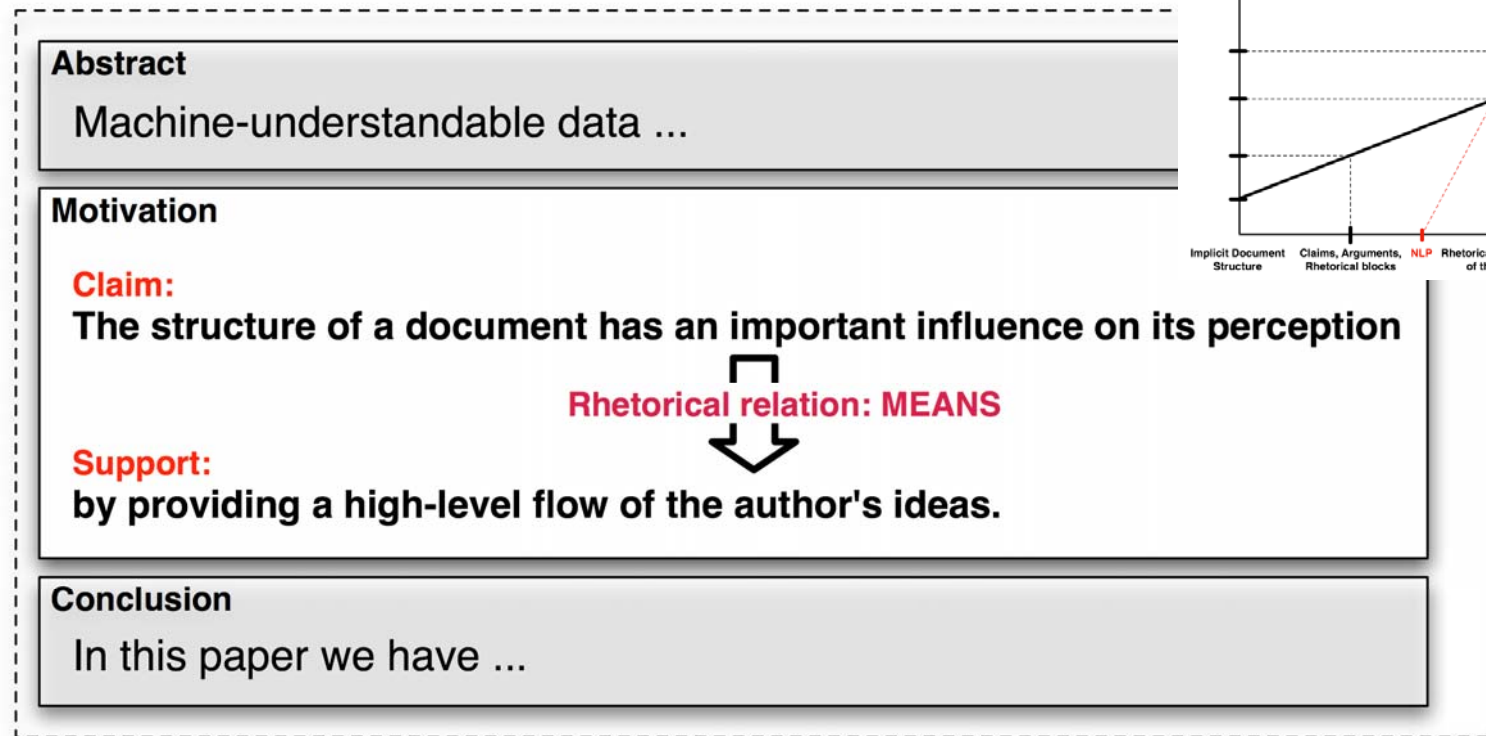 Abstract
Machine-understandable data ...
Motivation
Claim:
The structure of a document has an important influence on its perception
Rhetorical relation: MEANS
Support:
by providing a high-level flow of the author's ideas.
Conclusion
In this paper we have ...
Implicit Document
Structure
Claims, Arguments,
Rhetorical blocks
NLP
of